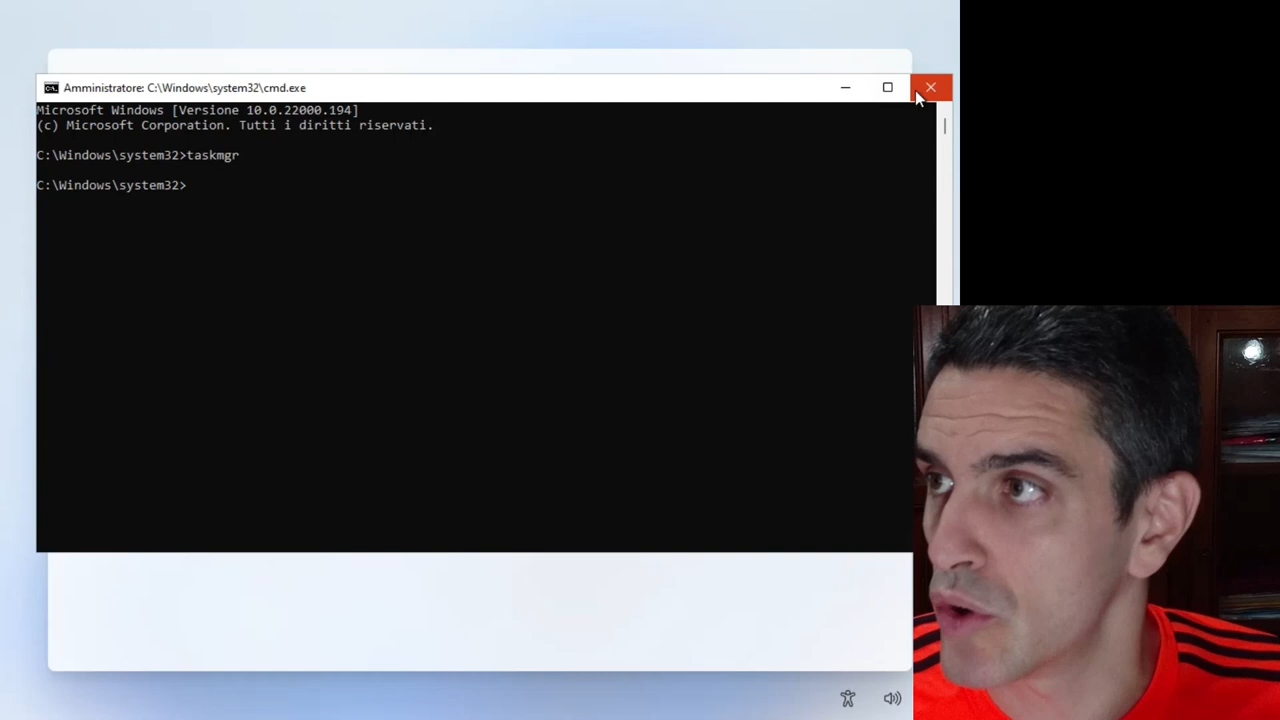 Amministratore: C:\Windows\system32\cmd.exe
Microsoft Windows [Versione 10.0.22000.194]
(c) Microsoft Corporation. Tutti i diritti riservati.
C:\Windows\system32>taskmgr
C:\Windows\system32>